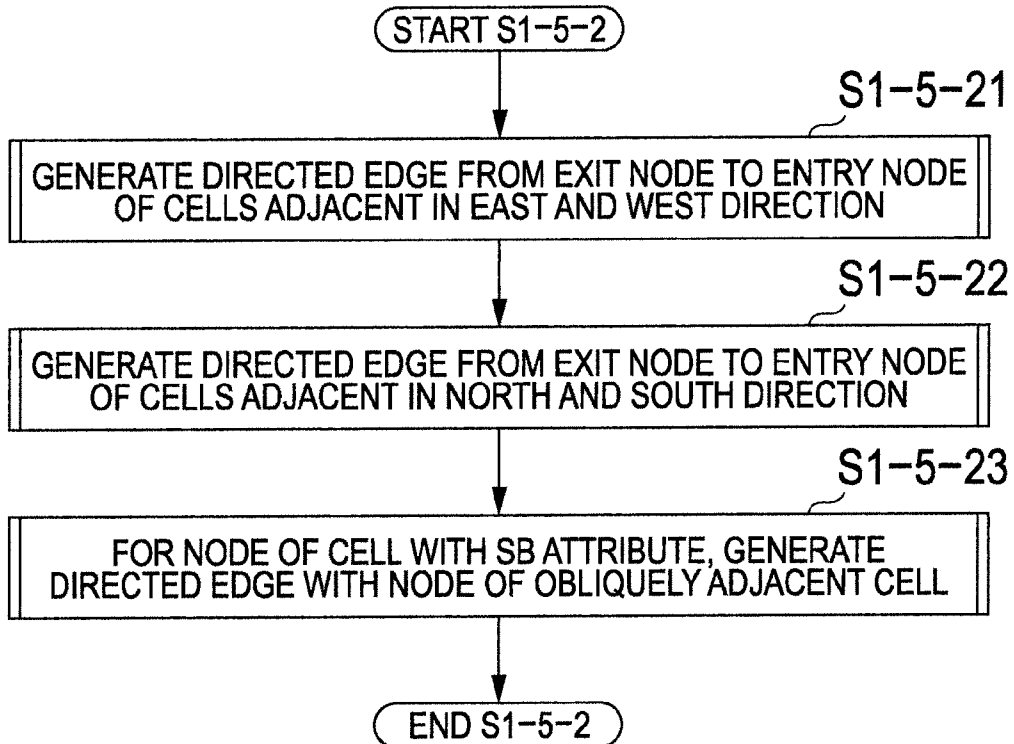 START S1-5-2
S1-5-21
GENERATE DIRECTED EDGE FROM EXIT NODE TO ENTRY NODE
OF CELLS ADJACENT IN EAST AND WEST DIRECTION
S1-5-22
GENERATE DIRECTED EDGE FROM EXIT NODE TO ENTRY NODE
OF CELLS ADJACENT IN NORTH AND SOUTH DIRECTION
S1-5-23
FOR NODE OF CELL WITH SB ATTRIBUTE, GENERATE
DIRECTED EDGE WITH NODE OF OBLIQUELY ADJACENT CELL
END S1-5-2